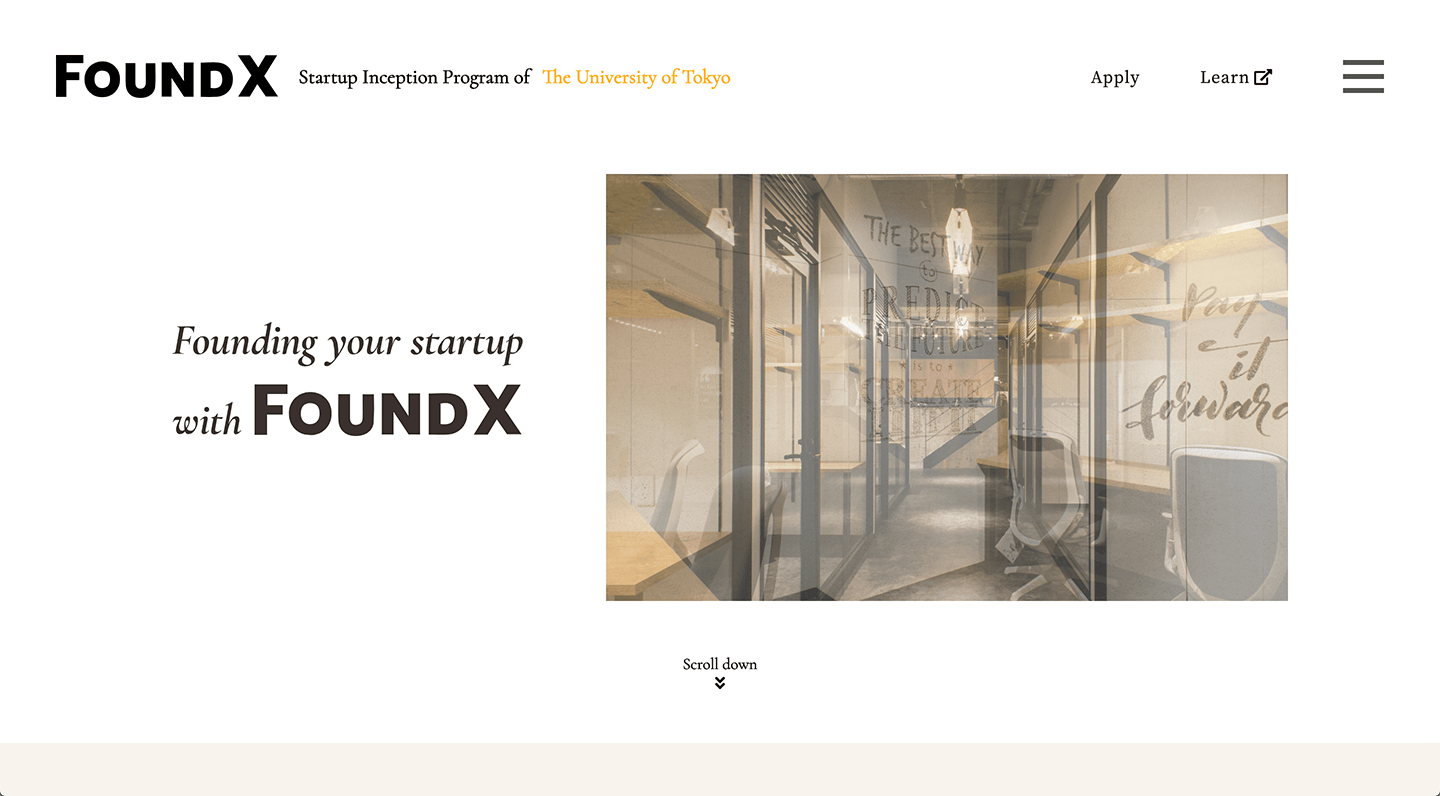 FOUNDX Startup Inception Program of The University of Tokyo Apply Learn
Founding your startup
with FOUNDX
THE BEST WAY
to
PREDICT
THE FUTURE
is to
CREATE
Pay
it
forward
Scroll down